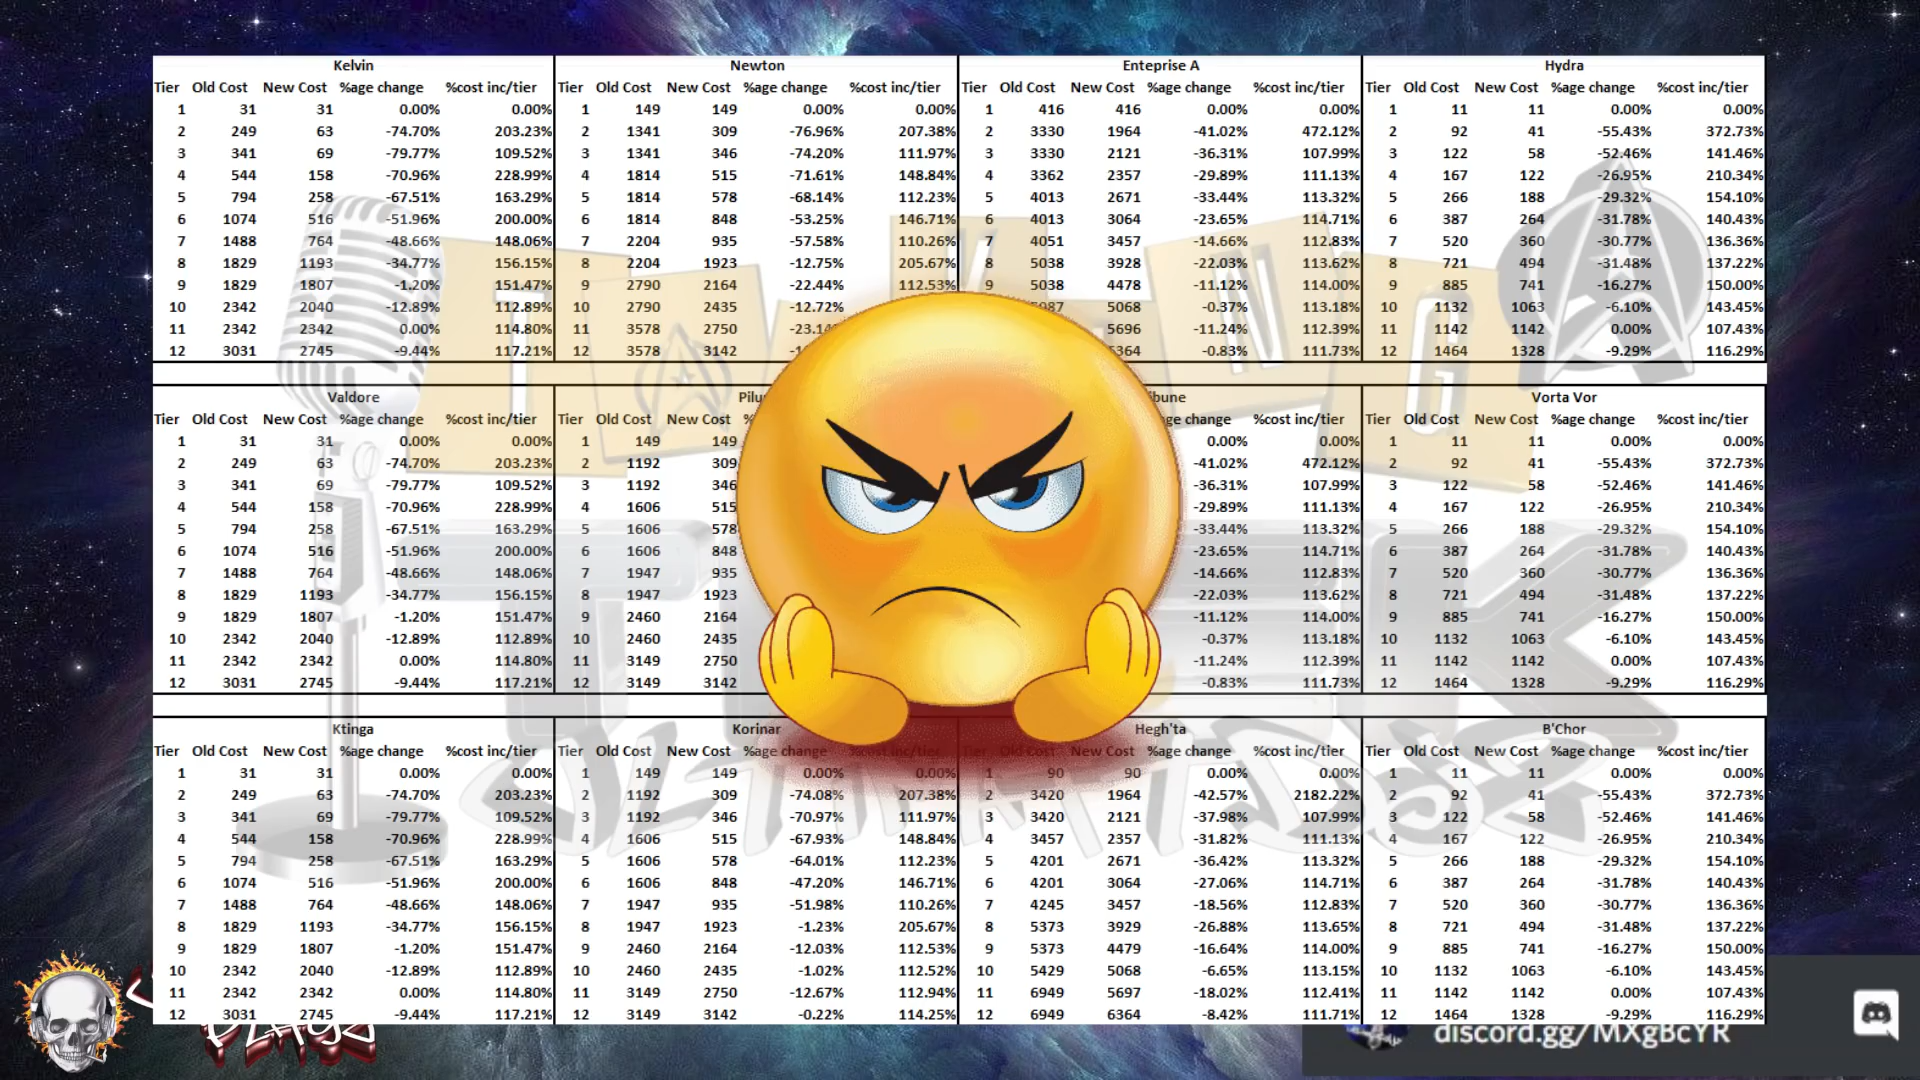 Kelvin Newton Enteprise A Hydra
Tier Old Cost New Cost %age change %cost inc/tier Tier Old Cost New Cost %age change %cost inc/tier Tier Old Cost New Cost %age change %cost inc/tier Tier Old Cost New Cost %age change %cost inc/tier
1 31 31 0.00% 0.00% 1 149 149 0.00% 0.00% 1 416 416 0.00% 0.00% 1 11 11 0.00% 0.00%
2 249 63 -74.70% 203.23% 2 1341 309 -76.96% 207.38% 2 3330 1964 -41.02% 472.12% 2 92 41 -55.43% 372.73%
3 341 69 -79.77% 109.52% 3 1341 346 -74.20% 111.97% 3 3330 2121 -36.31% 107.99% 3 122 58 -52.46% 141.46%
4 544 158 -70.96% 228.99% 4 1814 515 -71.61% 148.84% 4 3362 2357 -29.89% 111.13% 4 167 122 -26.95% 210.34%
5 794 258 -67.51% 163.29% 5 1814 578 -68.14% 112.23% 5 4013 2671 -33.44% 113.32% 5 266 188 -29.32% 154.10%
6 1074 516 -51.96% 200.00% 6 1814 848 -53.25% 146.71% 6 4013 3064 -23.65% 114.71% 6 387 264 -31.78% 140.43%
7 1488 764 -48.66% 148.06% 7 2204 935 -57.58% 110.26% 7 4051 3457 -14.66% 112.83% 7 520 360 -30.77% 136.36%
8 1829 1193 -34.77% 156.15% 8 2204 1923 -12.75% 205.67% 8 5038 3928 -22.03% 113.62% 8 721 494 -31.48% 137.22%
9 1829 1807 -1.20% 151.47% 9 2790 2164 -22.44% 112.53% 9 5038 4478 -11.12% 114.00% 9 885 741 -16.27% 150.00%
10 2342 2040 -12.89% 112.89% 10 2790 2435 -12.72% 5068 -0.37% 113.18% 10 1132 1063 -6.10% 143.45%
11 2342 2342 0.00% 114.80% 11 3578 2750 5696 -11.24% 112.39% 11 1142 1142 0.00% 107.43%
12 3031 2745 -9.44% 117.21% 12 3578 3142 -0.83% 111.73% 12 1464 1328 -9.29% 116.29%
Valdore Vorta Vor
Tier Old Cost New Cost %age change %cost inc/tier Tier Old Cost New Cost %cost inc/tier Tier Old Cost New Cost %age change %cost inc/tier
1 31 31 0.00% 0.00% 1 149 149 0.00% 0.00% 1 11 11 0.00% 0.00%
2 249 63 -74.70% 203.23% 2 1192 309 -41.02% 472.12% 2 92 41 -55.43% 372.73%
3 341 69 -79.77% 109.52% 3 1192 346 -36.31% 107.99% 3 122 58 -52.46% 141.46%
4 544 158 -70.96% 228.99% 4 1606 515 -29.89% 111.13% 4 167 122 -26.95% 210.34%
5 794 258 -67.51% 163.29% 5 1606 578 -33.44% 113.32% 5 266 188 -29.32% 154.10%
6 1074 516 -51.96% 200.00% 6 1606 848 -23.65% 114.71% 6 387 264 -31.78% 140.43%
7 1488 764 -48.66% 148.06% 7 1947 935 -14.66% 112.83% 7 520 360 -30.77% 136.36%
8 1829 1193 -34.77% 156.15% 8 1947 1923 -22.03% 113.62% 8 721 494 -31.48% 137.22%
9 1829 1807 -1.20% 151.47% 9 2460 2164 -11.12% 114.00% 9 885 741 -16.27% 150.00%
10 2342 2040 -12.89% 112.89% 10 2460 2435 -0.37% 113.18% 10 1132 1063 -6.10% 143.45%
11 2342 2342 0.00% 114.80% 11 3149 2750 -11.24% 112.39% 11 1142 1142 0.00% 107.43%
12 3031 2745 -9.44% 117.21% 12 3149 3142 -0.83% 111.73% 12 1464 1328 -9.29% 116.29%
Ktinga Korinar Hegh'ta B'Chor
Tier Old Cost New Cost %age change %cost inc/tier Tier Old Cost New Cost %age change %cost inc/tier Tier Old Cost New Cost %age change %cost inc/tier Tier Old Cost New Cost %age change %cost inc/tier
1 31 31 0.00% 0.00% 1 149 149 0.00% 0.00% 1 90 90 0.00% 0.00% 1 11 11 0.00% 0.00%
2 249 63 -74.70% 203.23% 2 1192 309 -74.08% 207.38% 2 3420 1964 -42.57% 2182.22% 2 92 41 -55.43% 372.73%
3 341 69 -79.77% 109.52% 3 1192 346 -70.97% 111.97% 3 3420 2121 -37.98% 107.99% 3 122 58 -52.46% 141.46%
4 544 158 -70.96% 228.99% 4 1606 515 -67.93% 148.84% 4 3457 2357 -31.82% 111.13% 4 167 122 -26.95% 210.34%
5 794 258 -67.51% 163.29% 5 1606 578 -64.01% 112.23% 5 4201 2671 -36.42% 113.32% 5 266 188 -29.32% 154.10%
6 1074 516 -51.96% 200.00% 6 1606 848 -47.20% 146.71% 6 4201 3064 -27.06% 114.71% 6 387 264 -31.78% 140.43%
7 1488 764 -48.66% 148.06% 7 1947 935 -51.98% 110.26% 7 4245 3457 -18.56% 112.83% 7 520 360 -30.77% 136.36%
8 1829 1193 -34.77% 156.15% 8 1947 1923 -1.23% 205.67% 8 5373 3929 -26.88% 113.65% 8 721 494 -31.48% 137.22%
9 1829 1807 -1.20% 151.47% 9 2460 2164 -12.03% 112.53% 9 5373 4479 -16.64% 114.00% 9 885 741 -16.27% 150.00%
10 2342 2040 -12.89% 112.89% 10 2460 2435 -1.02% 112.52% 10 5429 5068 -6.65% 113.15% 10 1132 1063 -6.10% 143.45%
11 2342 2342 0.00% 114.80% 11 3149 2750 -12.67% 112.94% 11 6949 5697 -18.02% 112.41% 11 1142 1142 0.00% 107.43%
12 3031 2745 -9.44% 117.21% 12 3149 3142 -0.22% 114.25% 12 6949 6364 -8.42% 111.71% 12 1464 1328 -9.29% 116.29%
TALKING
TREK
PLAYS
discord.gg/MXgBcYR